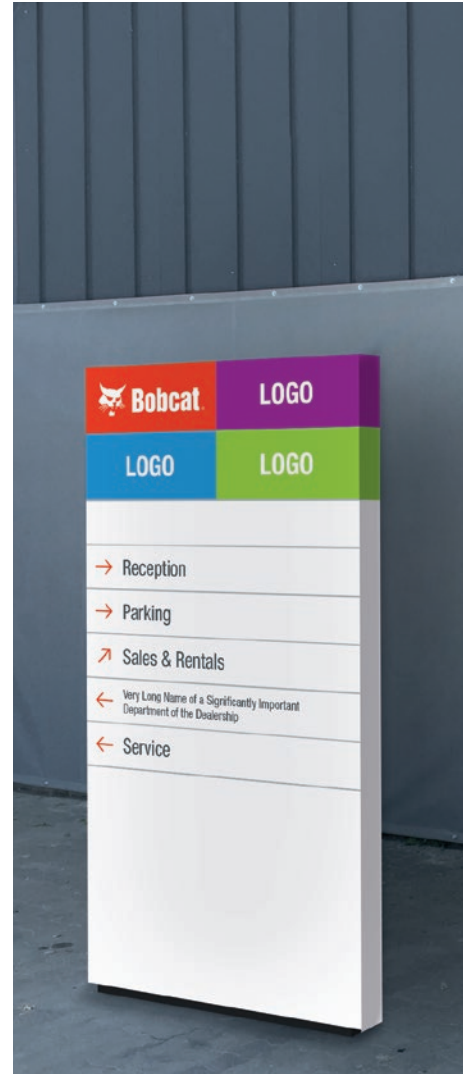 Bobcat
LOGO
LOGO
LOGO
→ Reception
→ Parking
↗ Sales & Rentals
← Very Long Name of a Significantly Important
Department of the Dealership
← Service